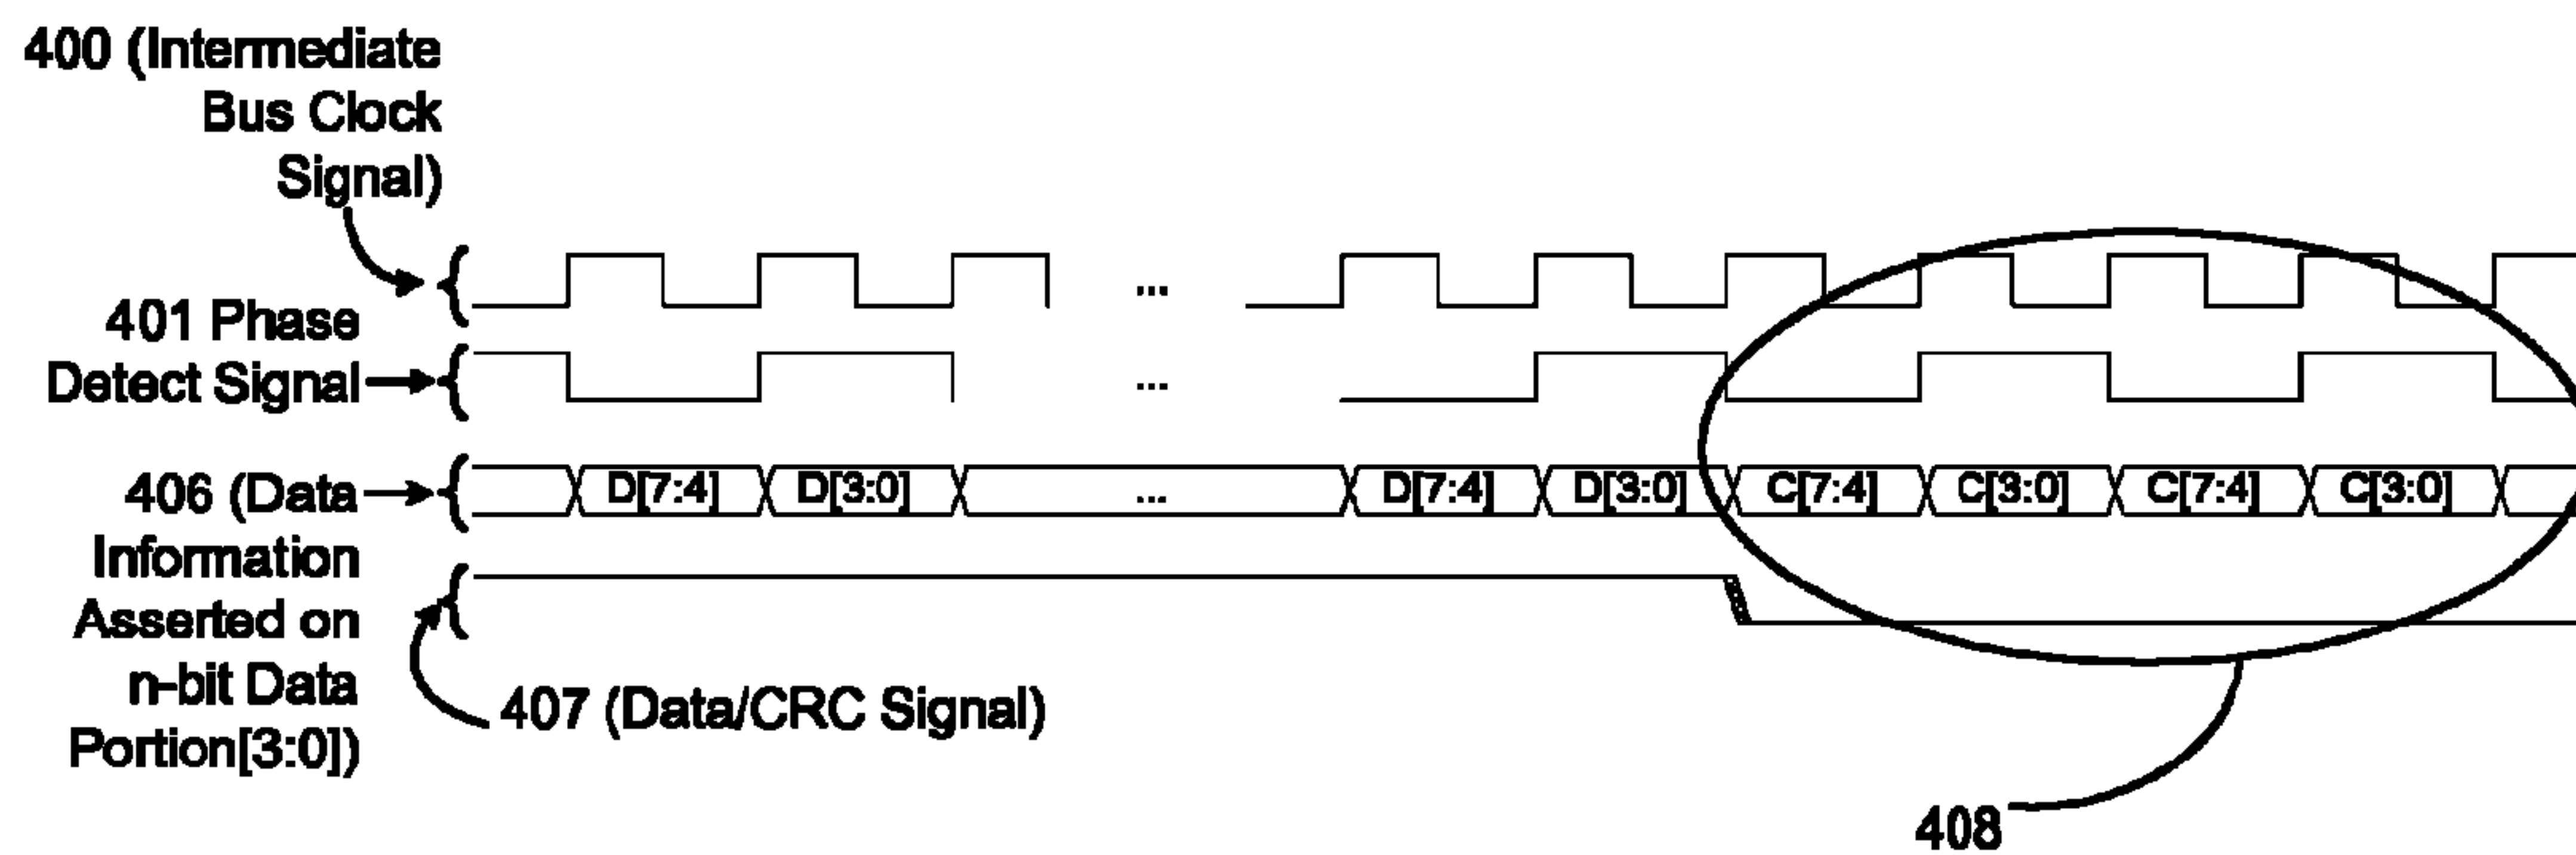 400 (Intermediate
Bus Clock
Signal)
401 Phase
Detect Signal
406 (Data
Information
Asserted on
n-bit Data
Portion[3:0])
...
...
D[7:4] D[3:0] ... D[7:4] D[3:0] C[7:4] C[3:0] C[7:4] C[3:0]
407 (Data/CRC Signal)
408